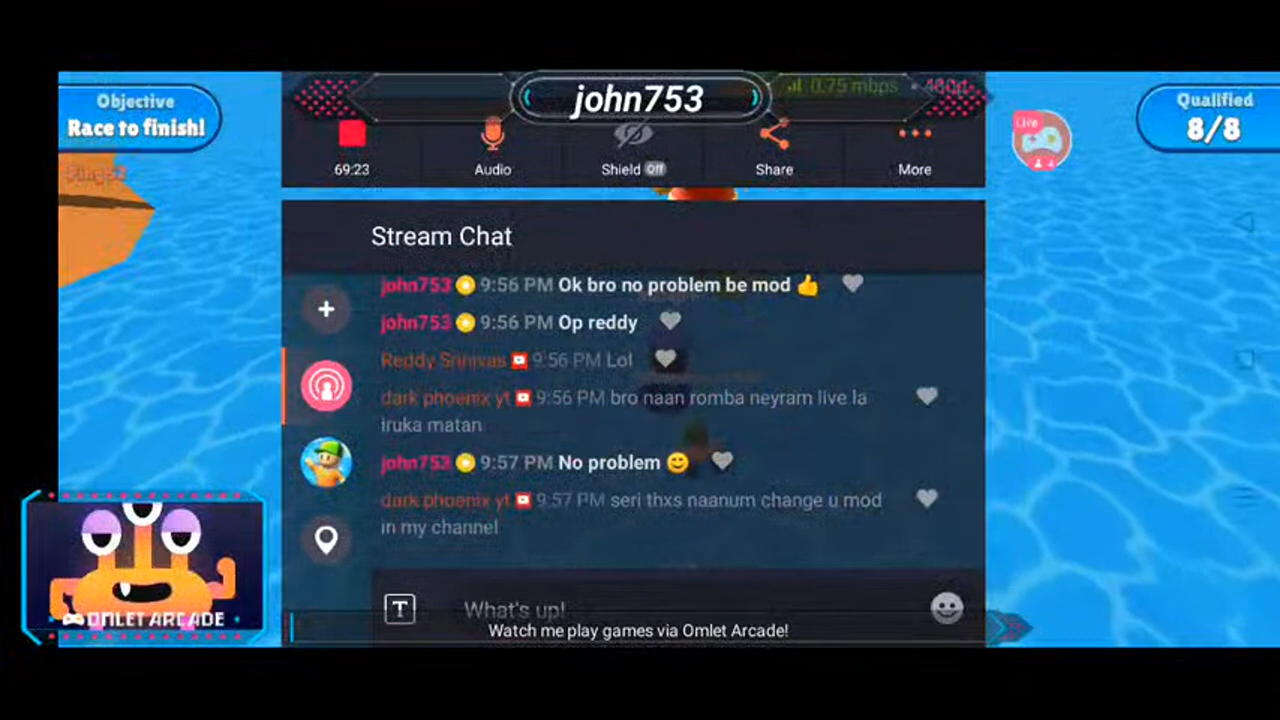 Objective
Race to finish!
Ping52
john753
0.75 mbps • 480p
69:23
Audio
Shield Off
Share
More
Live
4
Qualified
8/8
Stream Chat
john753 9:56 PM Ok bro no problem be mod 👍
john753 9:56 PM Op reddy
Reddy Srinivas 9:56 PM Lol
dark phoenix yt 9:56 PM bro naan romba neyram live la
iruka matan
john753 9:57 PM No problem 😊
dark phoenix yt 9:57 PM seri thxs naanum change u mod
in my channel
T What's up!
Watch me play games via Omlet Arcade!
OMLET ARCADE